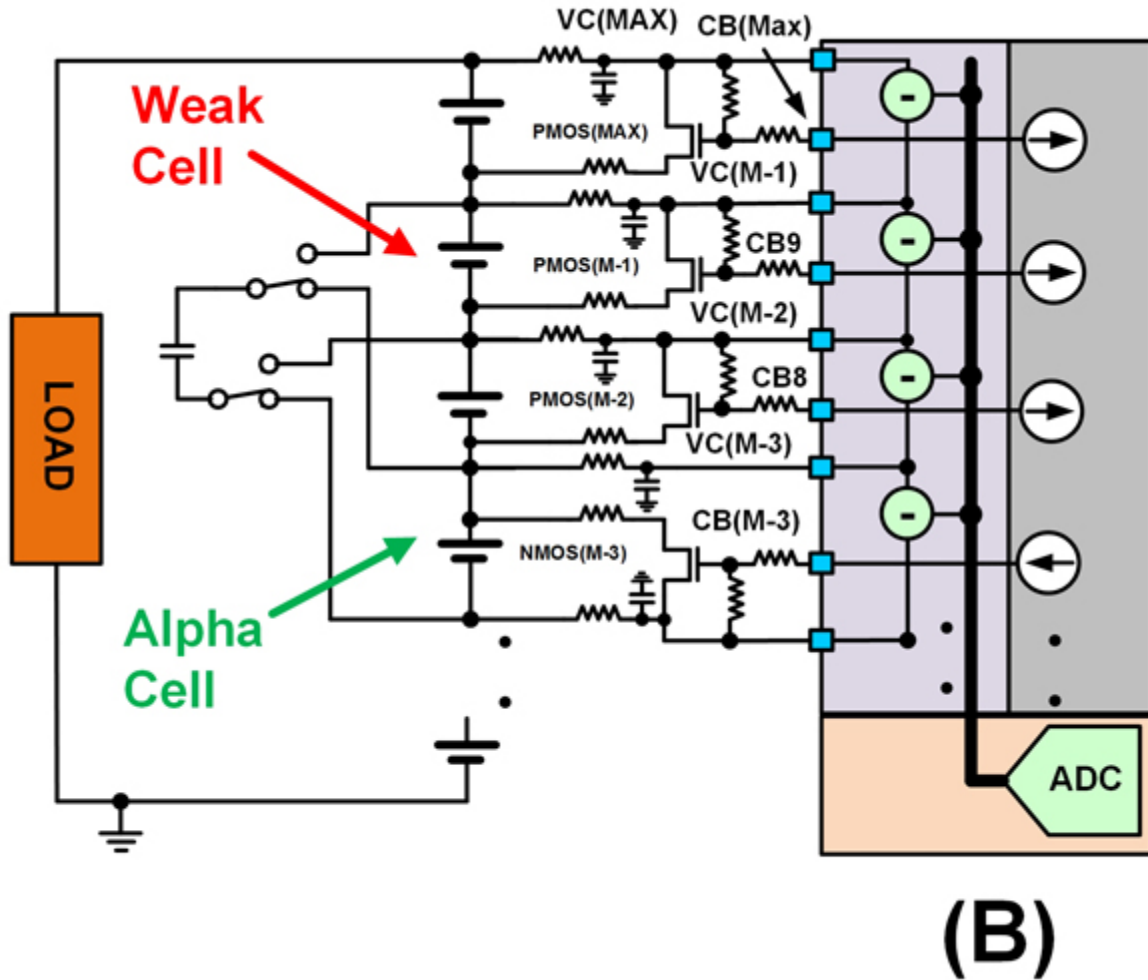 VC(MAX)
CB(Max)
Weak
Cell
PMOS(MAX)
VC(M-1)
-
CB9
PMOS(M-1)
-
VC(M-2)
LOAD
CB8
PMOS(M-2)
-
VC(M-3)
CB(M-3)
NMOS(M-3)
-
Alpha
Cell
ADC
(B)